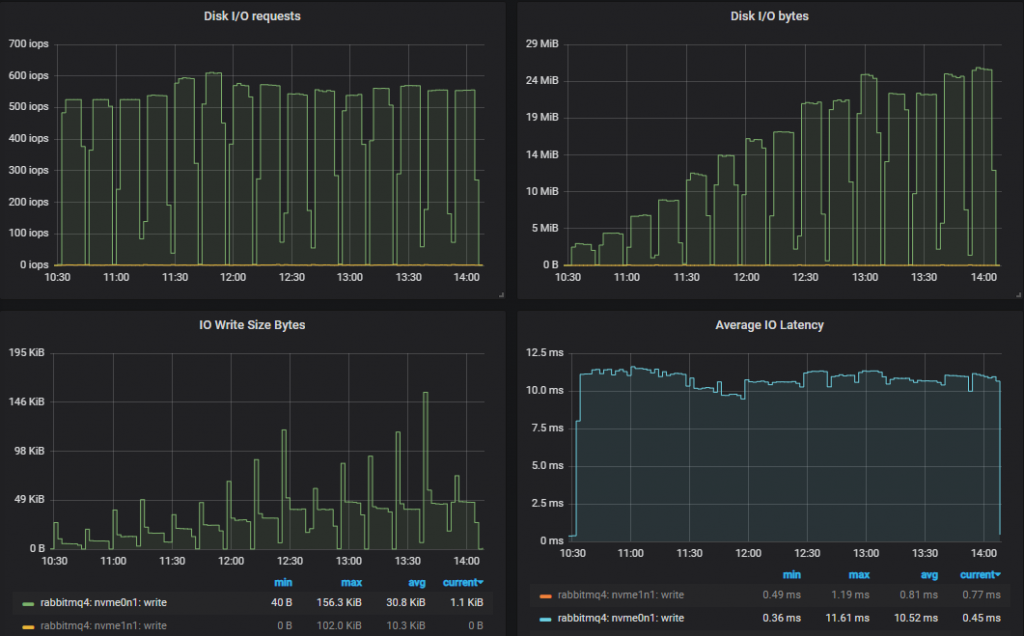 Disk I/O requests
700 iops
600 iops
500 iops
400 iops
300 iops
200 iops
100 iops
0 iops
10:30 11:00 11:30 12:00 12:30 13:00 13:30 14:00
Disk I/O bytes
29 MiB
24 MiB
19 MiB
14 MiB
10 MiB
5 MiB
0 B
10:30 11:00 11:30 12:00 12:30 13:00 13:30 14:00
IO Write Size Bytes
195 KiB
146 KiB
98 KiB
49 KiB
0 B
10:30 11:00 11:30 12:00 12:30 13:00 13:30 14:00
min max avg current
rabbitmq4: nvme0n1: write 40 B 156.3 KiB 30.8 KiB 1.1 KiB
rabbitmq4: nvme1n1: write 0 B 102.0 KiB 10.3 KiB 0 B
Average IO Latency
12.5 ms
10.0 ms
7.5 ms
5.0 ms
2.5 ms
0 ms
10:30 11:00 11:30 12:00 12:30 13:00 13:30 14:00
min max avg current
rabbitmq4: nvme1n1: write 0.49 ms 1.19 ms 0.81 ms 0.77 ms
rabbitmq4: nvme0n1: write 0.36 ms 11.61 ms 10.52 ms 0.45 ms